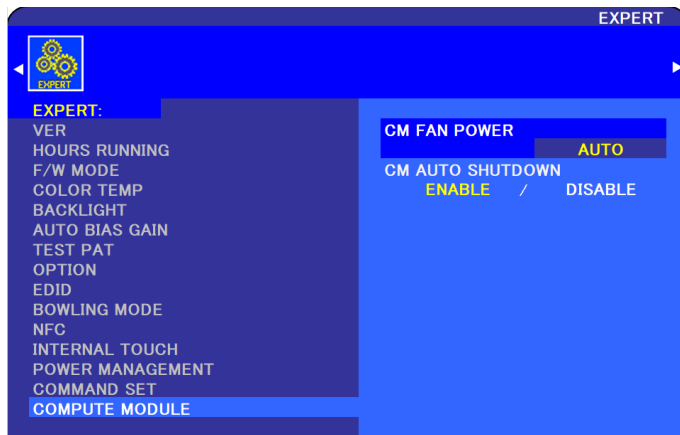 EXPERT
EXPERT
EXPERT:
VER
HOURS RUNNING
F/W MODE
COLOR TEMP
BACKLIGHT
AUTO BIAS GAIN
TEST PAT
OPTION
EDID
BOWLING MODE
NFC
INTERNAL TOUCH
POWER MANAGEMENT
COMMAND SET
COMPUTE MODULE
CM FAN POWER
AUTO
CM AUTO SHUTDOWN
ENABLE / DISABLE